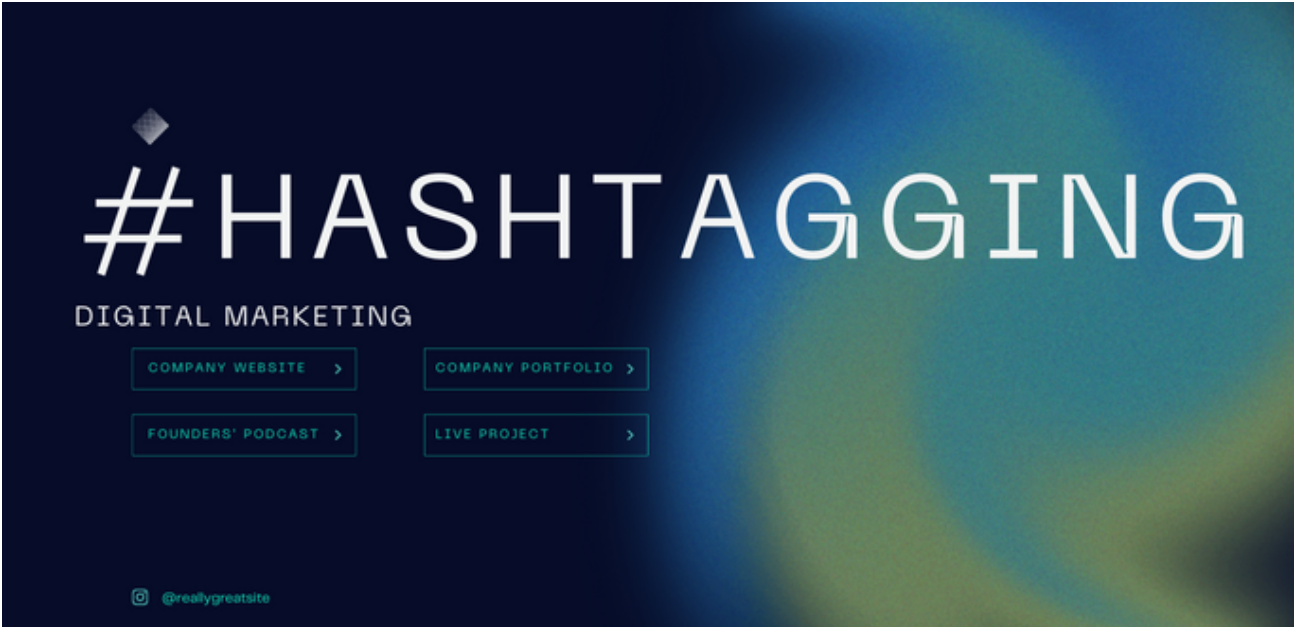 #HASHTAGGING
DIGITAL MARKETING
COMPANY WEBSITE
COMPANY PORTFOLIO
FOUNDERS' PODCAST
LIVE PROJECT
@reallygreatsite